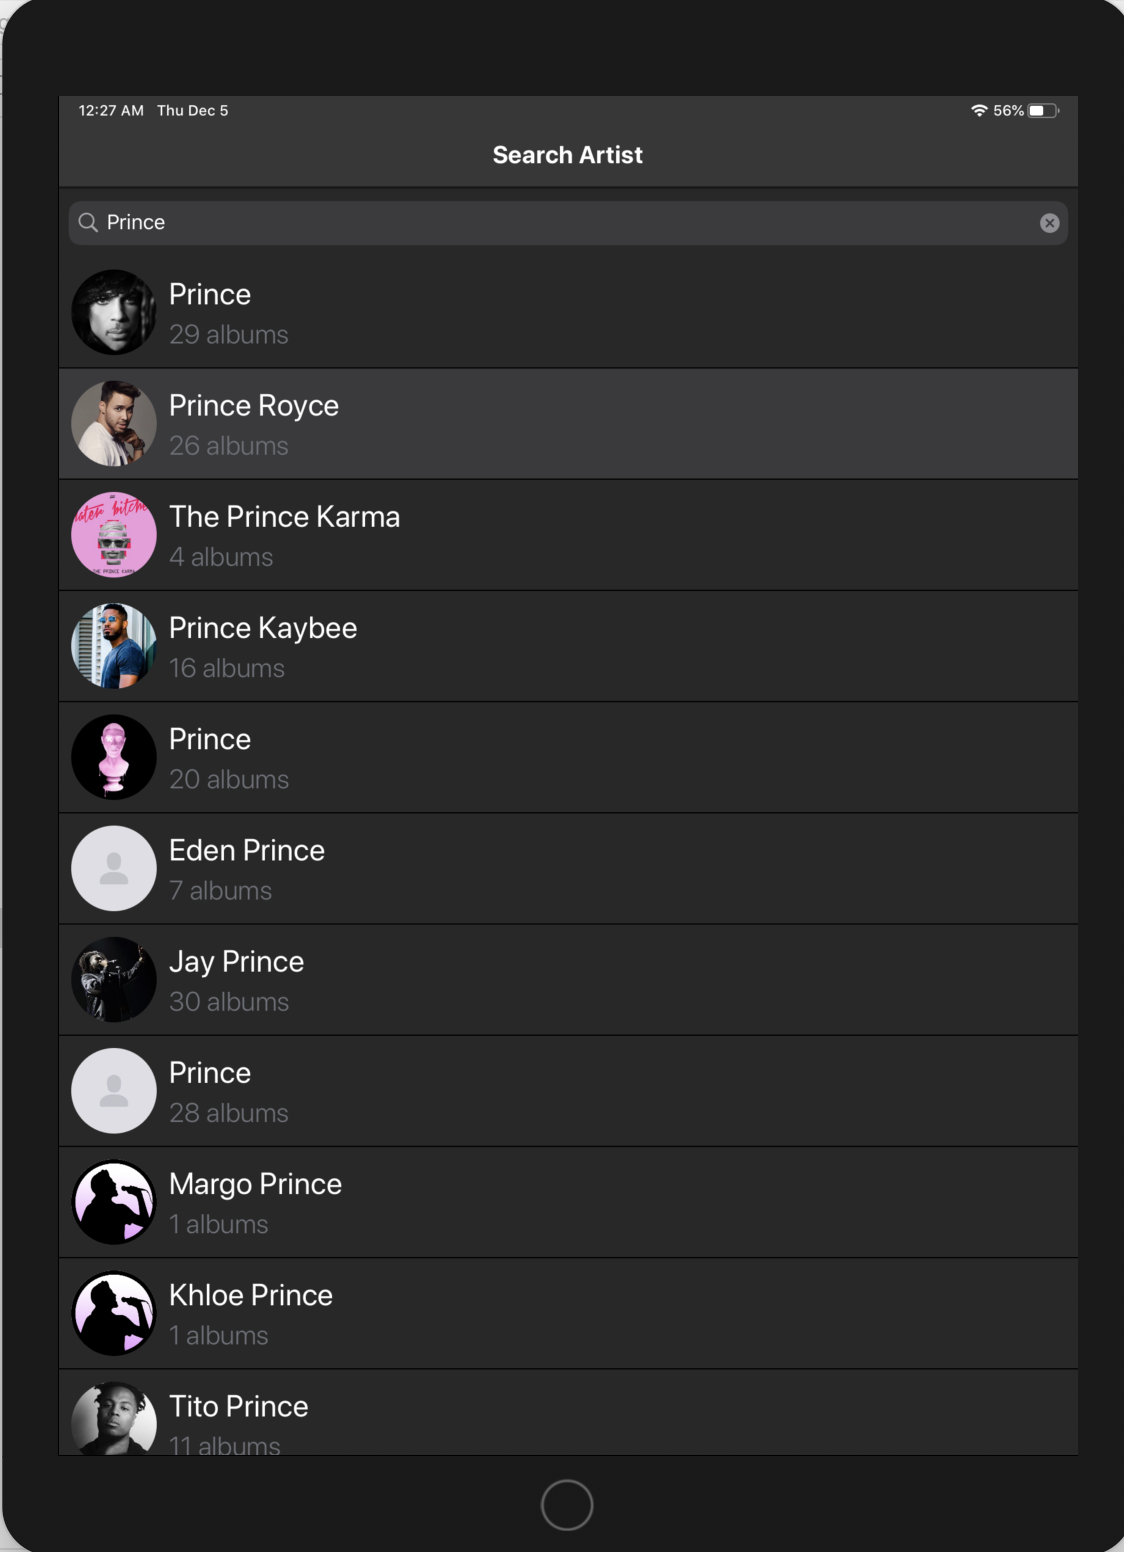 12:27 AM Thu Dec 5 56%
Search Artist
Prince
Prince
29 albums
Prince Royce
26 albums
The Prince Karma
4 albums
Prince Kaybee
16 albums
Prince
20 albums
Eden Prince
7 albums
Jay Prince
30 albums
Prince
28 albums
Margo Prince
1 albums
Khloe Prince
1 albums
Tito Prince
11 albums